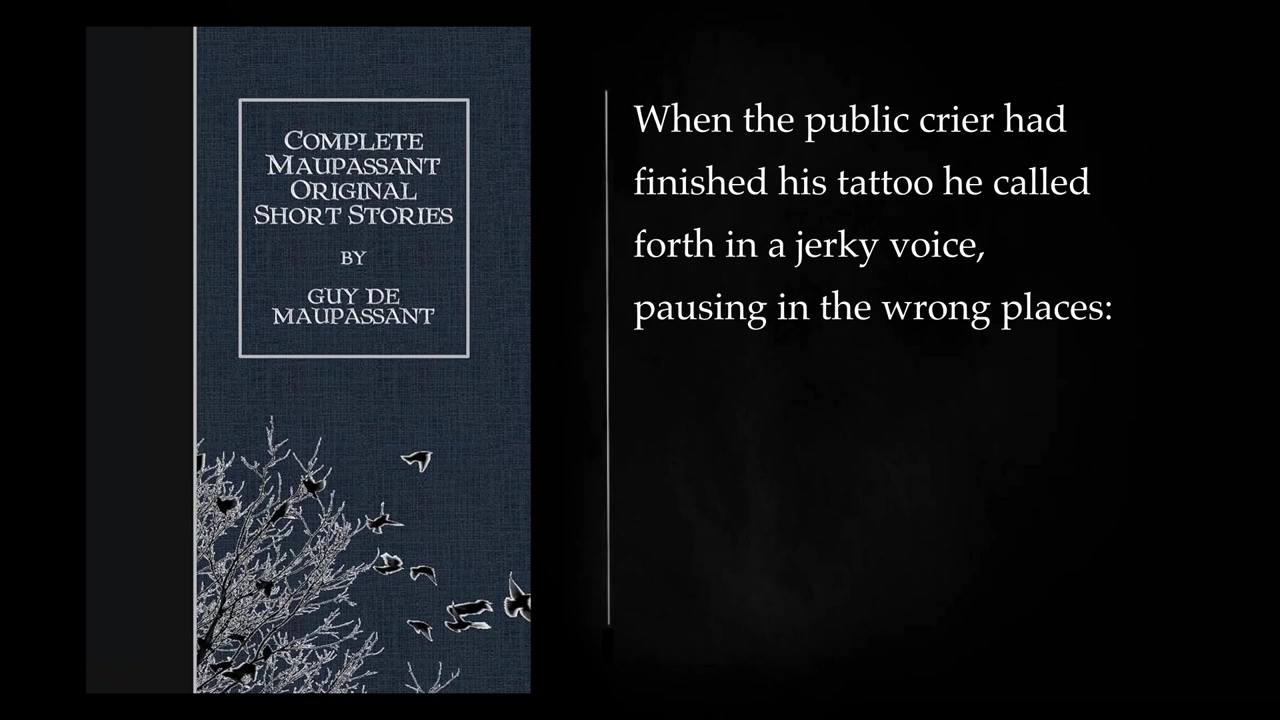 COMPLETE
MAUPASSANT
ORIGINAL
SHORT STORIES
BY
GUY DE
MAUPASSANT
When the public crier had
finished his tattoo he called
forth in a jerky voice,
pausing in the wrong places: